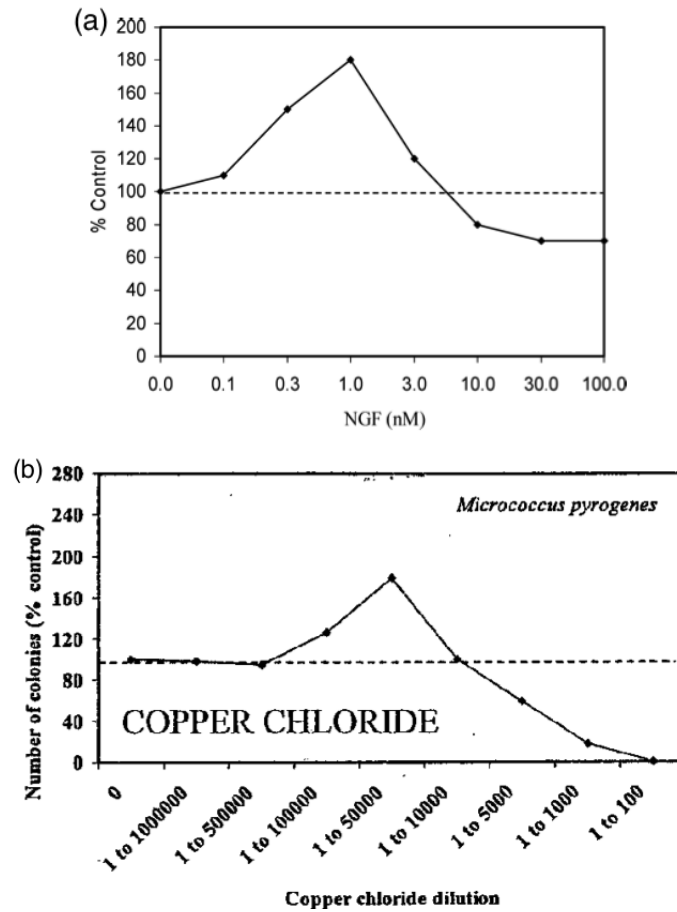 (a)
200
180
160
140
120
100
80
60
40
20
0
% Control
0.0 0.1 0.3 1.0 3.0 10.0 30.0 100.0
NGF (nM)
(b)
280
240
200
160
120
80
40
0
Number of colonies (% control)
Micrococcus pyrogenes
COPPER CHLORIDE
0
1 to 1000000
1 to 500000
1 to 100000
1 to 50000
1 to 10000
1 to 5000
1 to 1000
1 to 100
Copper chloride dilution